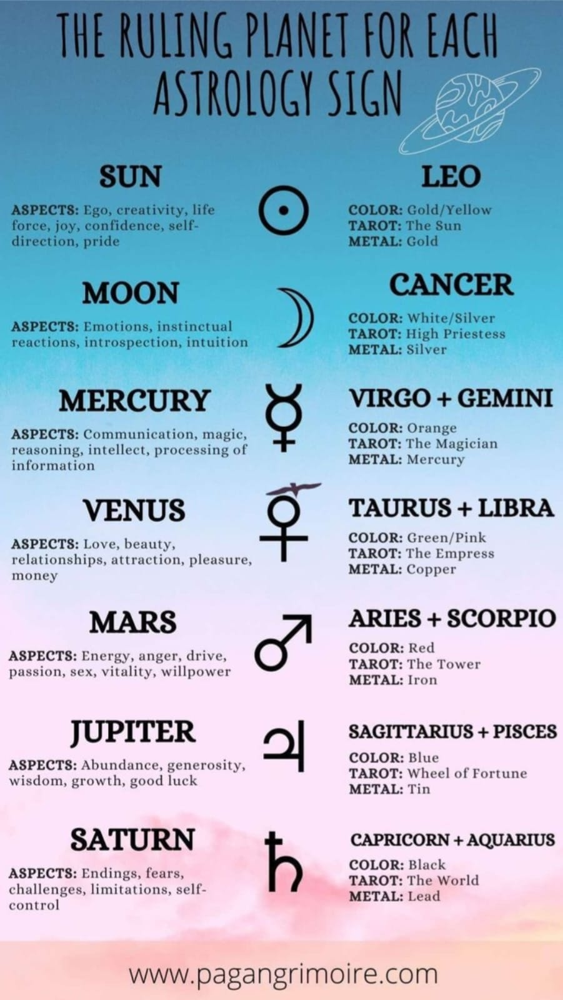 THE RULING PLANET FOR EACH
ASTROLOGY SIGN
SUN
ASPECTS: Ego, creativity, life
force, joy, confidence, self-
direction, pride
LEO
COLOR: Gold/Yellow
TAROT: The Sun
METAL: Gold
MOON
ASPECTS: Emotions, instinctual
reactions, introspection, intuition
CANCER
COLOR: White/Silver
TAROT: High Priestess
METAL: Silver
MERCURY
ASPECTS: Communication, magic,
reasoning, intellect, processing of
information
VIRGO + GEMINI
COLOR: Orange
TAROT: The Magician
METAL: Mercury
VENUS
ASPECTS: Love, beauty,
relationships, attraction, pleasure,
money
TAURUS + LIBRA
COLOR: Green/Pink
TAROT: The Empress
METAL: Copper
MARS
ASPECTS: Energy, anger, drive,
passion, sex, vitality, willpower
ARIES + SCORPIO
COLOR: Red
TAROT: The Tower
METAL: Iron
JUPITER
ASPECTS: Abundance, generosity,
wisdom, growth, good luck
SAGITTARIUS + PISCES
COLOR: Blue
TAROT: Wheel of Fortune
METAL: Tin
SATURN
ASPECTS: Endings, fears,
challenges, limitations, self-
control
CAPRICORN + AQUARIUS
COLOR: Black
TAROT: The World
METAL: Lead
www.pagangrimoire.com